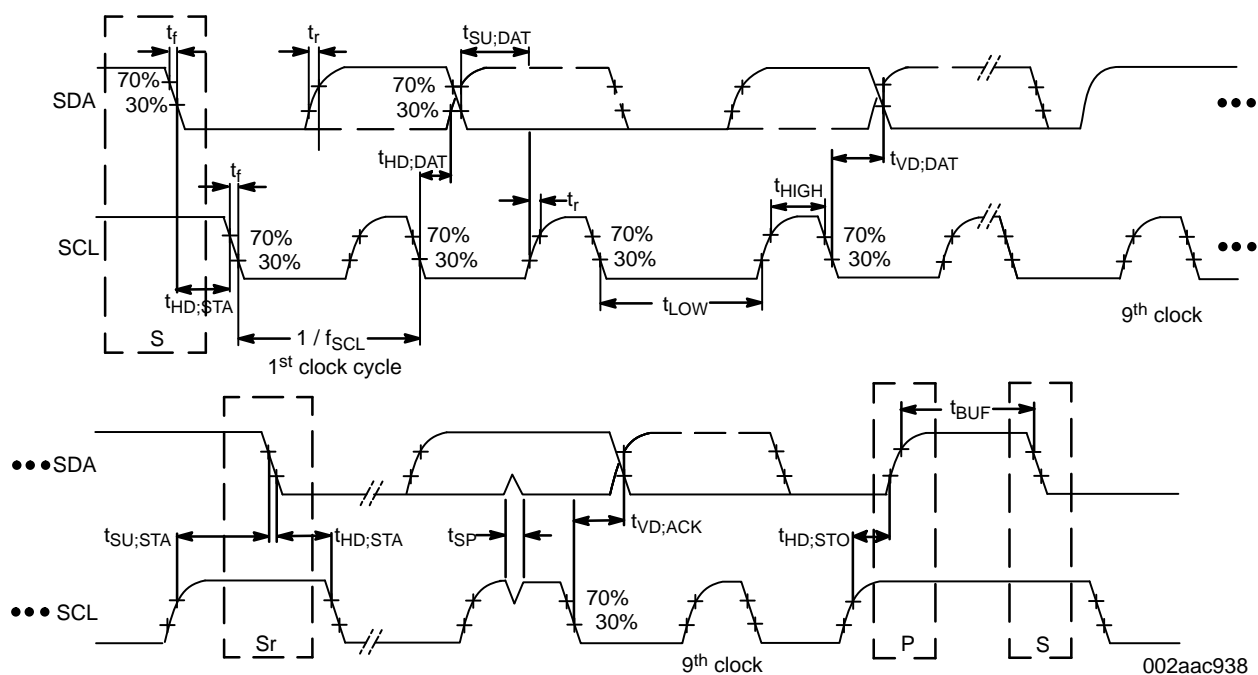 tf
tr
tSU;DAT
70%
30%
70%
30%
SDA
•••
tHD;DAT
tVD;DAT
tf
tr
tHIGH
70%
30%
70%
30%
70%
30%
70%
30%
SCL
•••
tHD;STA
tLOW
9th clock
S
1 / fSCL
1st clock cycle
tBUF
•••SDA
tSU;STA
tHD;STA
tSP
tVD;ACK
tHD;STO
70%
30%
••• SCL
Sr
P
S
9th clock
002aac938